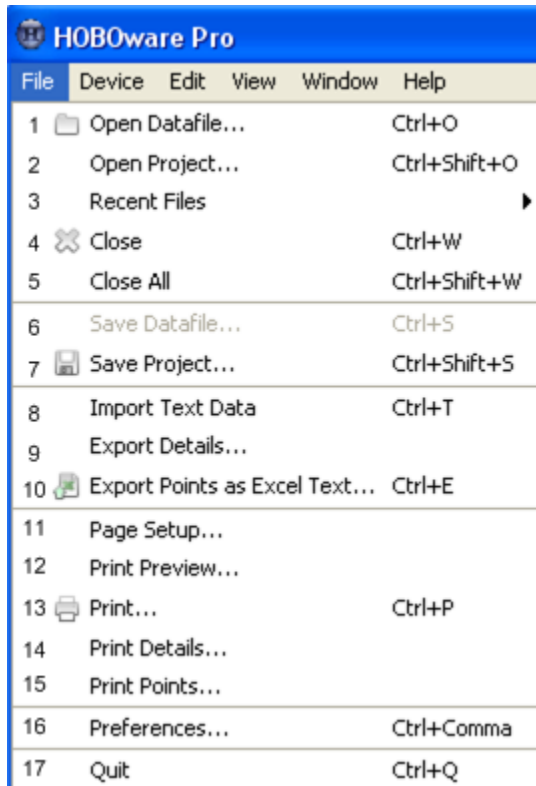 HOBOware Pro
File Device Edit View Window Help
1 Open Datafile... Ctrl+O
2 Open Project... Ctrl+Shift+O
3 Recent Files
4 Close Ctrl+W
5 Close All Ctrl+Shift+W
6 Save Datafile... Ctrl+S
7 Save Project... Ctrl+Shift+S
8 Import Text Data Ctrl+T
9 Export Details...
10 Export Points as Excel Text... Ctrl+E
11 Page Setup...
12 Print Preview...
13 Print... Ctrl+P
14 Print Details...
15 Print Points...
16 Preferences... Ctrl+Comma
17 Quit Ctrl+Q